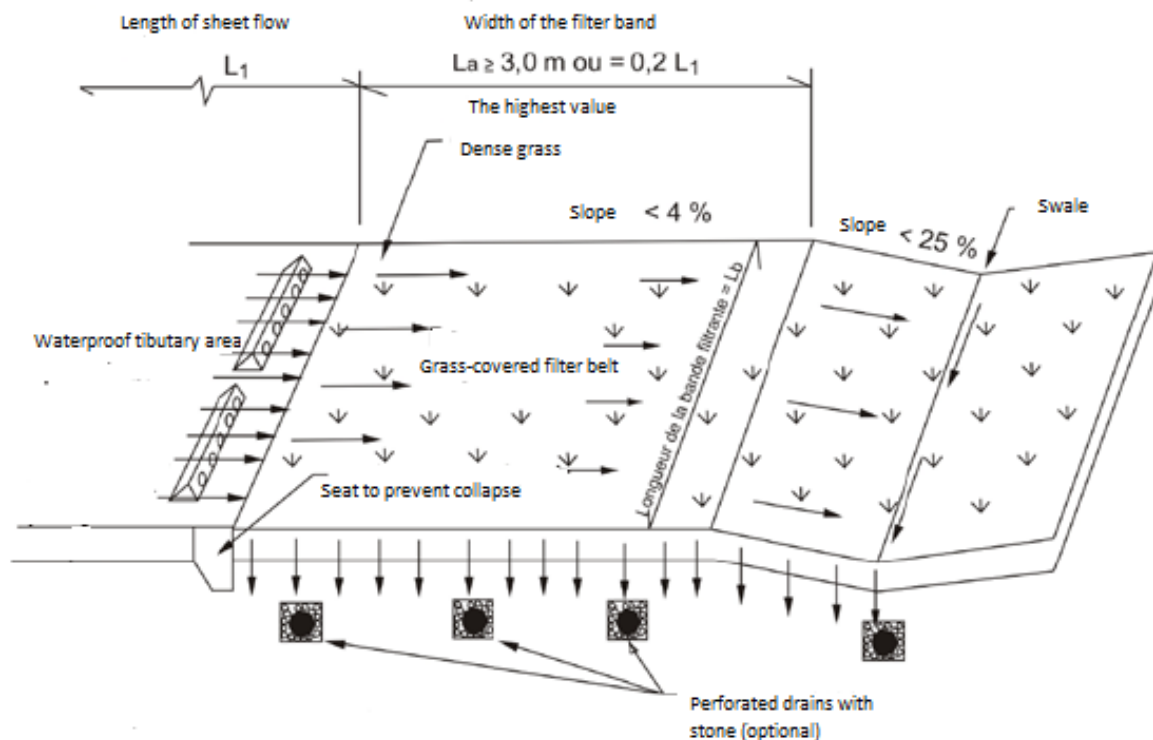 Length of sheet flow
Width of the filter band
L1
La ≥ 3,0 m ou = 0,2 L1
The highest value
Dense grass
Slope < 4 %
Slope < 25 %
Swale
Waterproof tibutary area
Grass-covered filter belt
Longueur de la bande filtrante = Lb
Seat to prevent collapse
Perforated drains with
stone (optional)